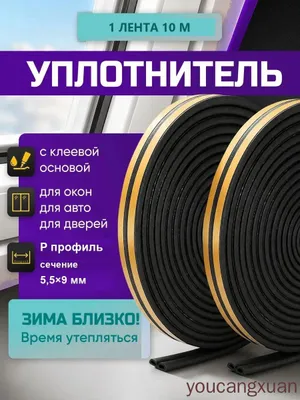 1 ЛЕНТА 10 М
УПЛОТНИТЕЛЬ
с клеевой
основой
для окон
для авто
для дверей
Р профиль
сечение
5,5×9 мм
ЗИМА БЛИЗКО!
Время утепляться
youcangxuan